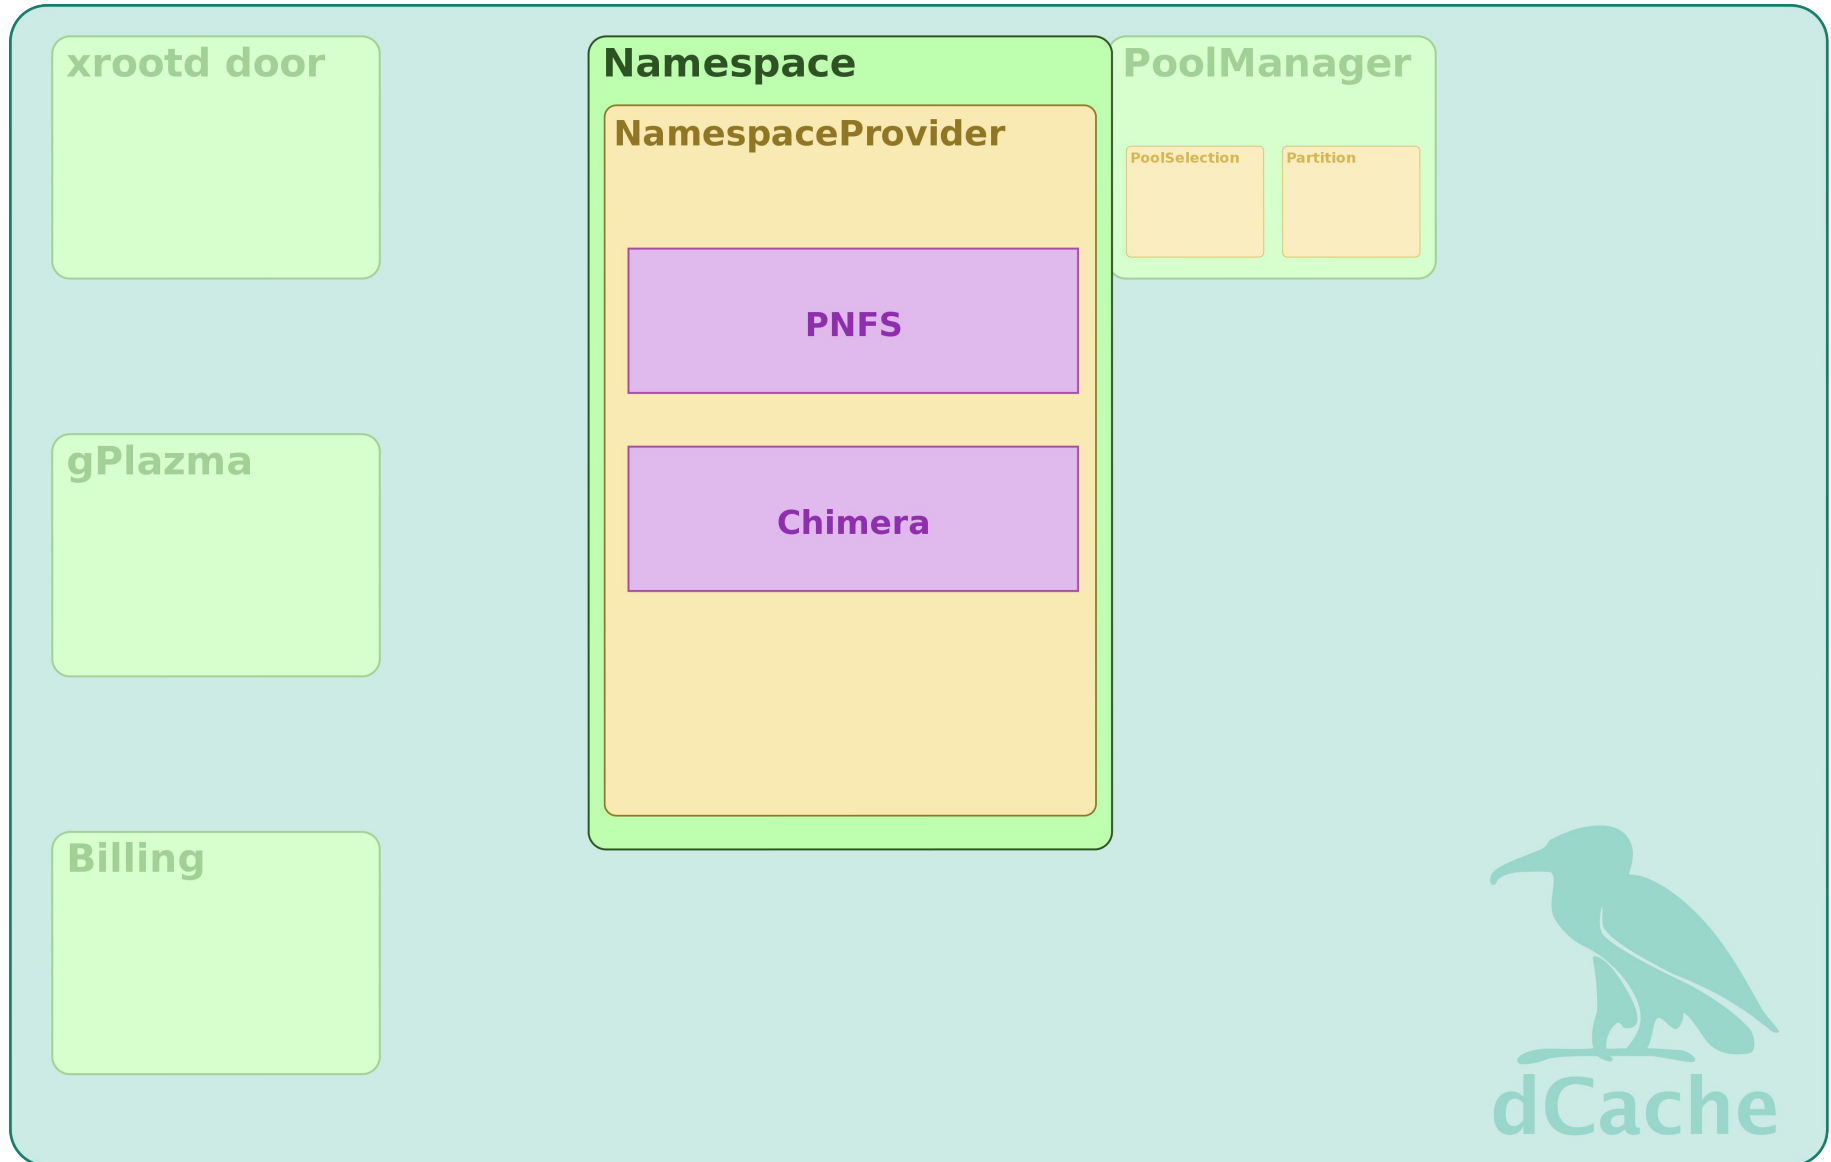 xrootd door
Namespace
PoolManager
NamespaceProvider
PoolSelection
Partition
PNFS
gPlazma
Chimera
Billing
dCache